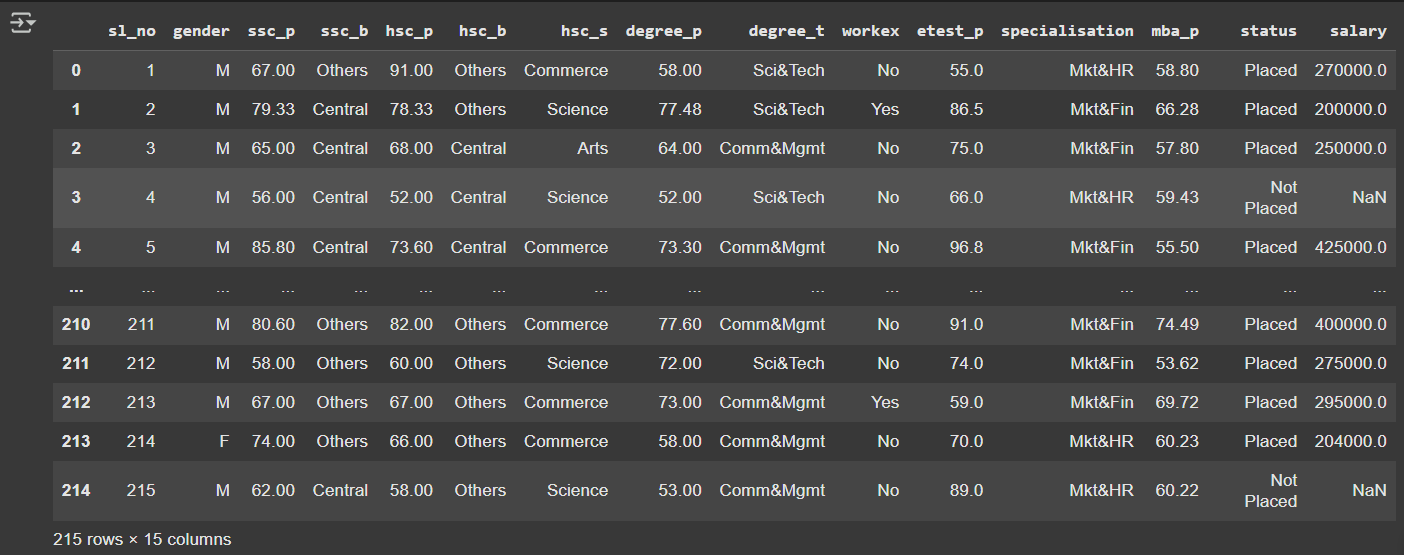 sl_no gender ssc_p ssc_b hsc_p hsc_b hsc_s degree_p degree_t workex etest_p specialisation mba_p status salary
0 1 M 67.00 Others 91.00 Others Commerce 58.00 Sci&Tech No 55.0 Mkt&HR 58.80 Placed 270000.0
1 2 M 79.33 Central 78.33 Others Science 77.48 Sci&Tech Yes 86.5 Mkt&Fin 66.28 Placed 200000.0
2 3 M 65.00 Central 68.00 Central Arts 64.00 Comm&Mgmt No 75.0 Mkt&Fin 57.80 Placed 250000.0
3 4 M 56.00 Central 52.00 Central Science 52.00 Sci&Tech No 66.0 Mkt&HR 59.43 Not Placed NaN
4 5 M 85.80 Central 73.60 Central Commerce 73.30 Comm&Mgmt No 96.8 Mkt&Fin 55.50 Placed 425000.0
... ... ... ... ... ... ... ... ... ... ... ... ... ... ... ...
210 211 M 80.60 Others 82.00 Others Commerce 77.60 Comm&Mgmt No 91.0 Mkt&Fin 74.49 Placed 400000.0
211 212 M 58.00 Others 60.00 Others Science 72.00 Sci&Tech No 74.0 Mkt&Fin 53.62 Placed 275000.0
212 213 M 67.00 Others 67.00 Others Commerce 73.00 Comm&Mgmt Yes 59.0 Mkt&Fin 69.72 Placed 295000.0
213 214 F 74.00 Others 66.00 Others Commerce 58.00 Comm&Mgmt No 70.0 Mkt&HR 60.23 Placed 204000.0
214 215 M 62.00 Central 58.00 Others Science 53.00 Comm&Mgmt No 89.0 Mkt&HR 60.22 Not Placed NaN
215 rows × 15 columns